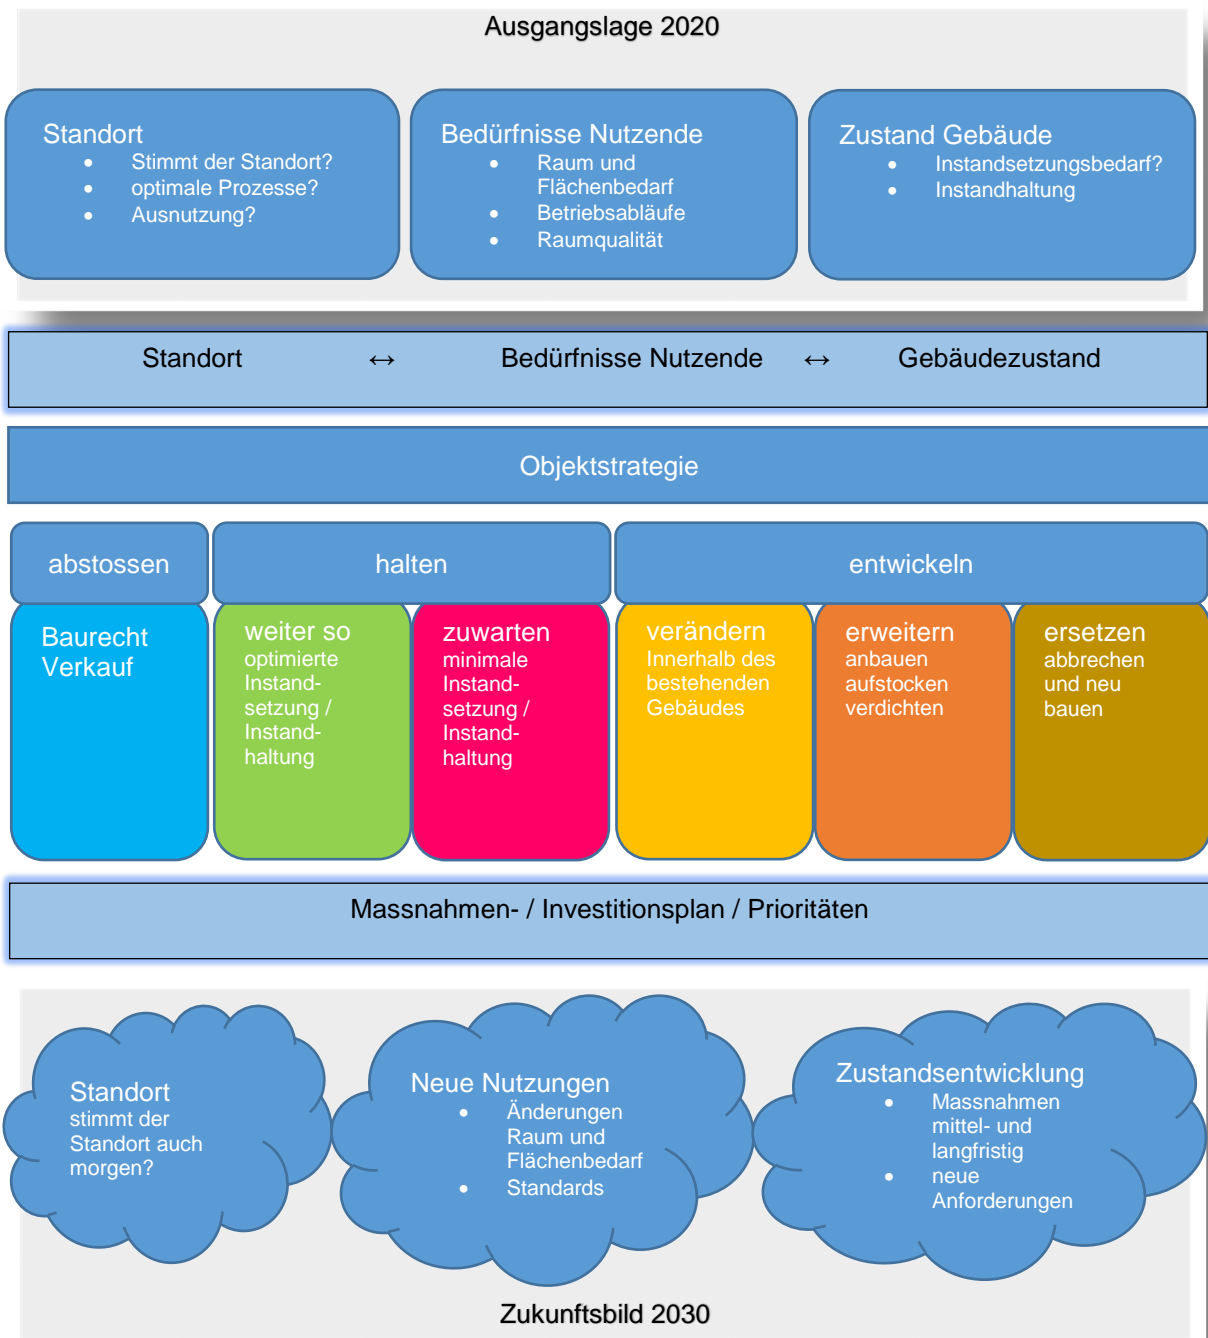 Ausgangslage 2020
Standort
• Stimmt der Standort?
• optimale Prozesse?
• Ausnutzung?
Bedürfnisse Nutzende
• Raum und
Flächenbedarf
• Betriebsabläufe
• Raumqualität
Zustand Gebäude
• Instandsetzungsbedarf?
• Instandhaltung
Standort ↔ Bedürfnisse Nutzende ↔ Gebäudezustand
Objektstrategie
abstossen
halten
entwickeln
Baurecht
Verkauf
weiter so
optimierte
Instand-
setzung /
Instand-
haltung
zuwarten
minimale
Instand-
setzung /
Instand-
haltung
verändern
Innerhalb des
bestehenden
Gebäudes
erweitern
anbauen
aufstocken
verdichten
ersetzen
abbrechen
und neu
bauen
Massnahmen- / Investitionsplan / Prioritäten
Standort
stimmt der
Standort auch
morgen?
Neue Nutzungen
• Änderungen
Raum und
Flächenbedarf
• Standards
Zustandsentwicklung
• Massnahmen
mittel- und
langfristig
• neue
Anforderungen
Zukunftsbild 2030